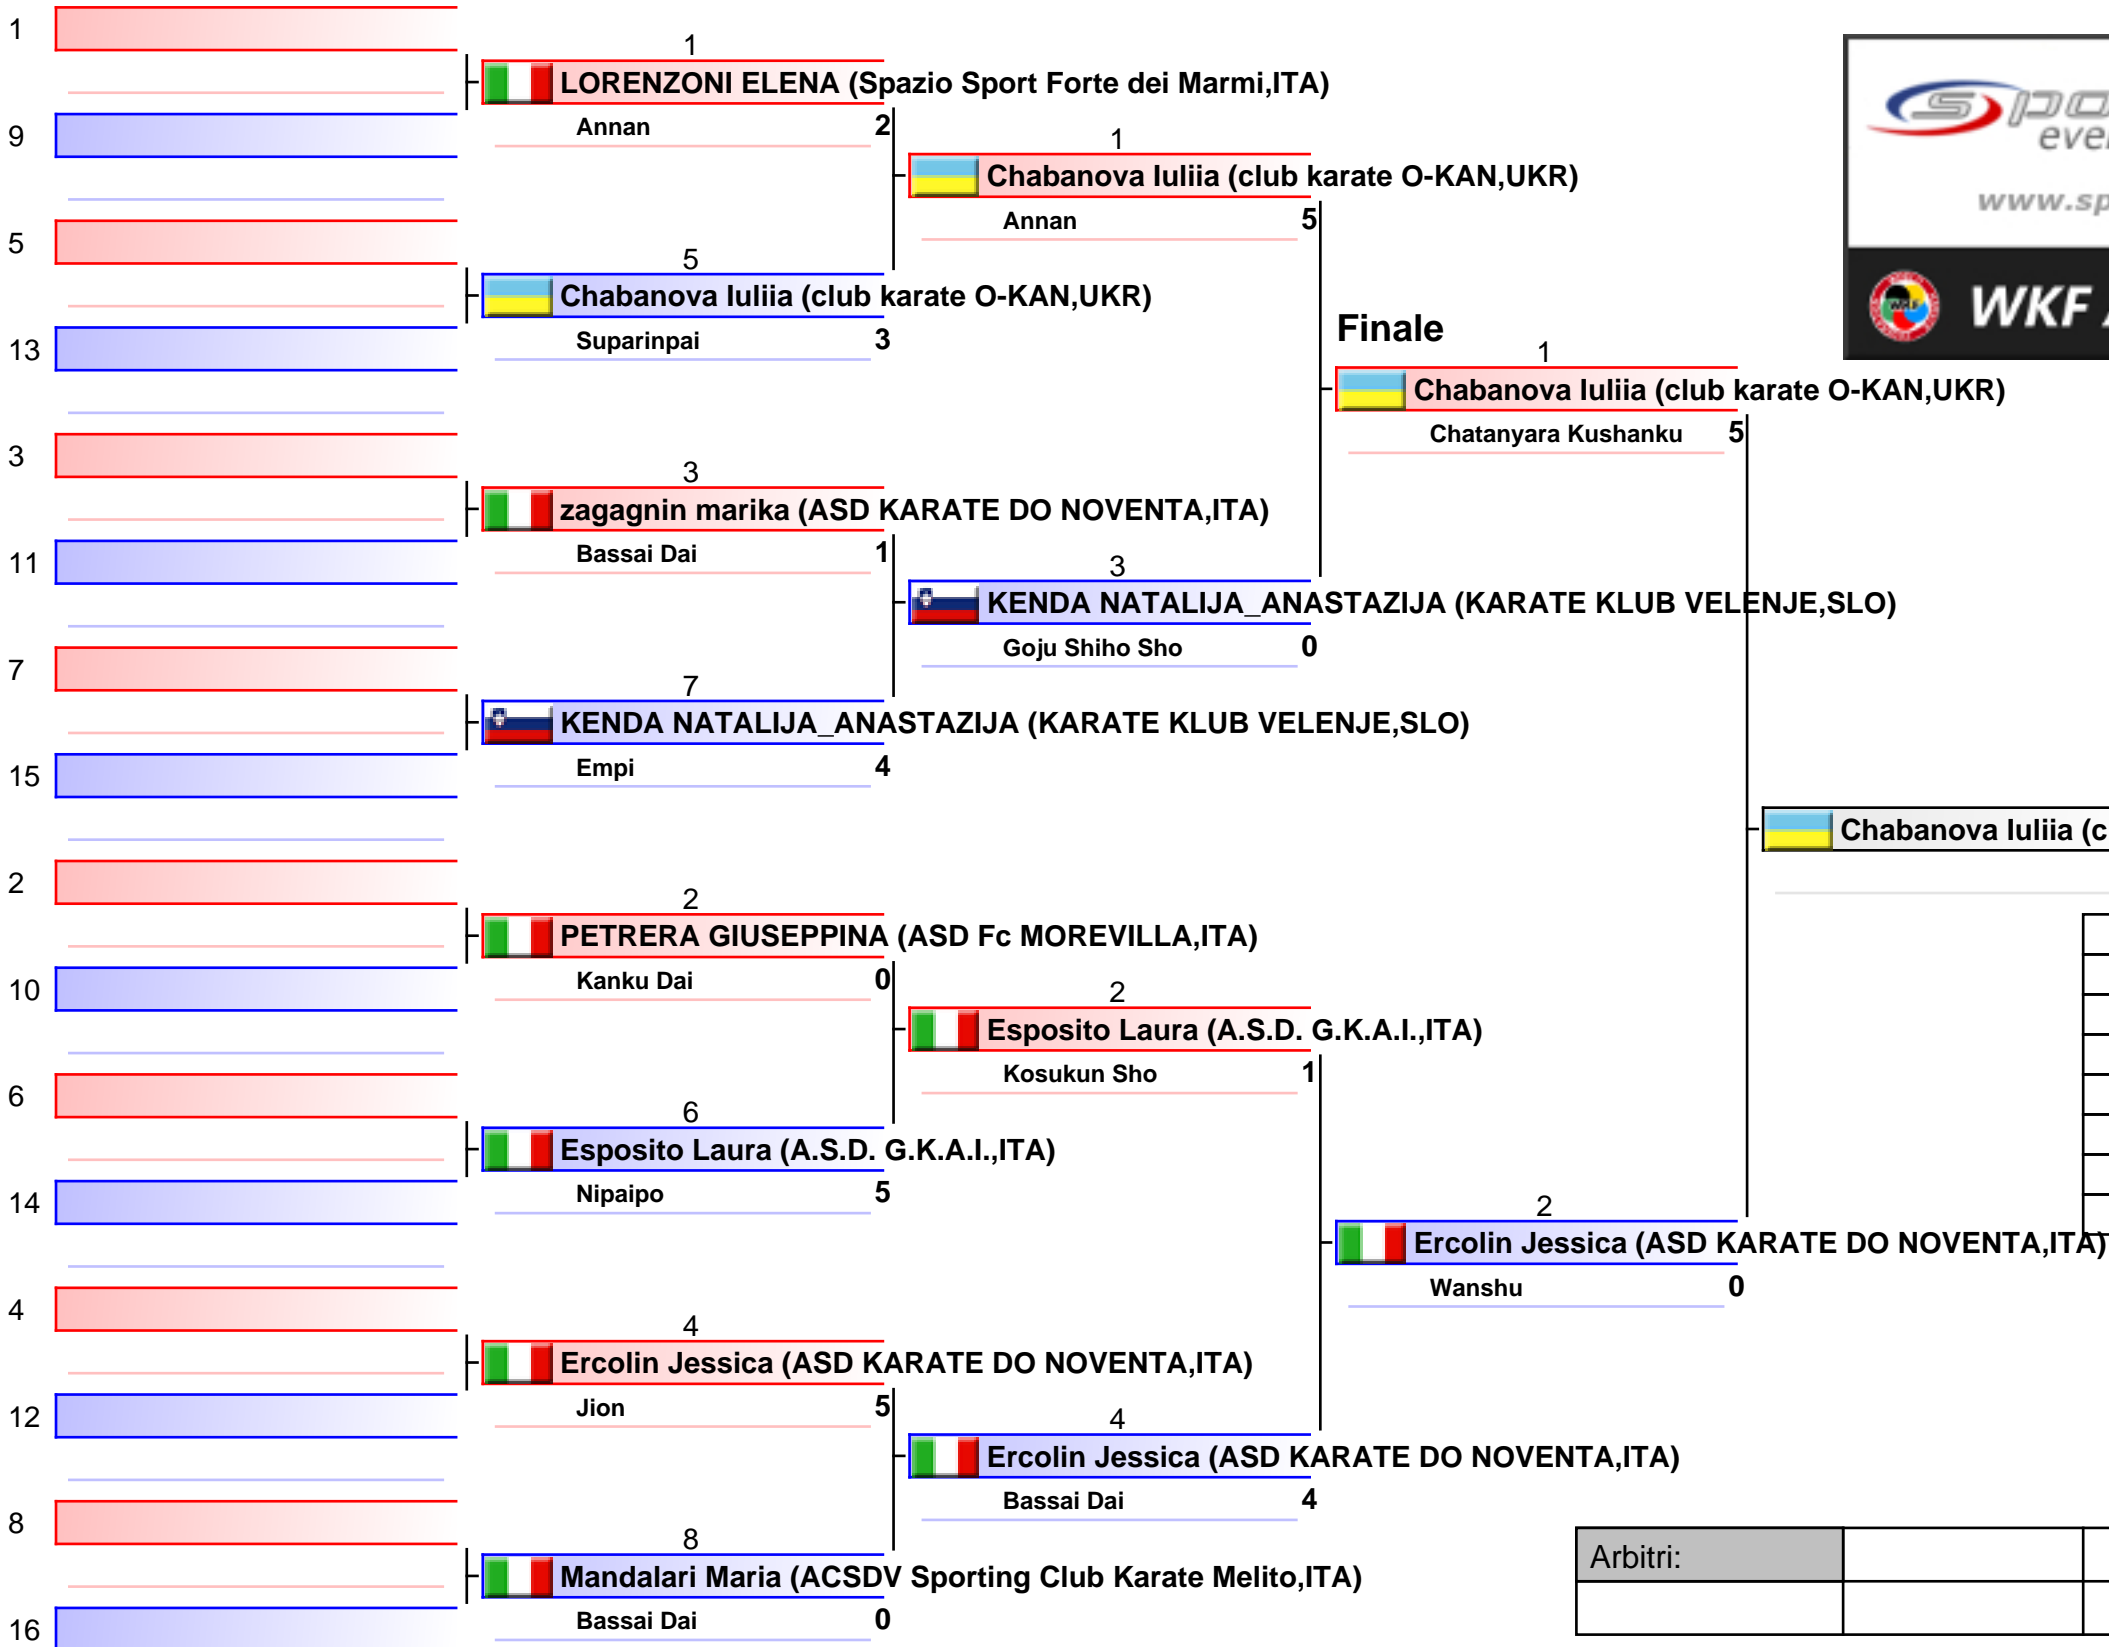 1
9
5
13
3
11
7
15
2
10
6
14
4
12
8
16
1
LORENZONI ELENA (Spazio Sport Forte dei Marmi,ITA)
Annan 2
5
Chabanova Iuliia (club karate O-KAN,UKR)
Suparinpai 3
3
zagagnin marika (ASD KARATE DO NOVENTA,ITA)
Bassai Dai 1
7
KENDA NATALIJA_ANASTAZIJA (KARATE KLUB VELENJE,SLO)
Empi 4
2
PETRERA GIUSEPPINA (ASD Fc MOREVILLA,ITA)
Kanku Dai 0
6
Esposito Laura (A.S.D. G.K.A.I.,ITA)
Nipaipo 5
4
Ercolin Jessica (ASD KARATE DO NOVENTA,ITA)
Jion 5
8
Mandalari Maria (ACSDV Sporting Club Karate Melito,ITA)
Bassai Dai 0
1
Chabanova Iuliia (club karate O-KAN,UKR)
Annan 5
3
KENDA NATALIJA_ANASTAZIJA (KARATE KLUB VELENJE,SLO)
Goju Shiho Sho 0
2
Esposito Laura (A.S.D. G.K.A.I.,ITA)
Kosukun Sho 1
4
Ercolin Jessica (ASD KARATE DO NOVENTA,ITA)
Bassai Dai 4
Finale
1
Chabanova Iuliia (club karate O-KAN,UKR)
Chatanyara Kushanku 5
2
Ercolin Jessica (ASD KARATE DO NOVENTA,ITA)
Wanshu 0
Chabanova Iuliia (c
www.sp
WKF
Arbitri: